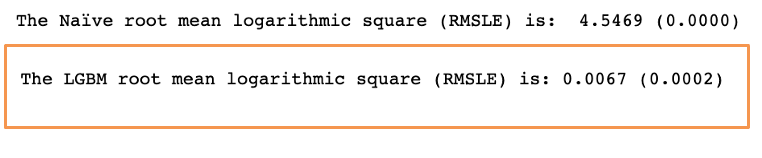 The Naïve root mean logarithmic square (RMSLE) is: 4.5469 (0.0000)
The LGBM root mean logarithmic square (RMSLE) is: 0.0067 (0.0002)